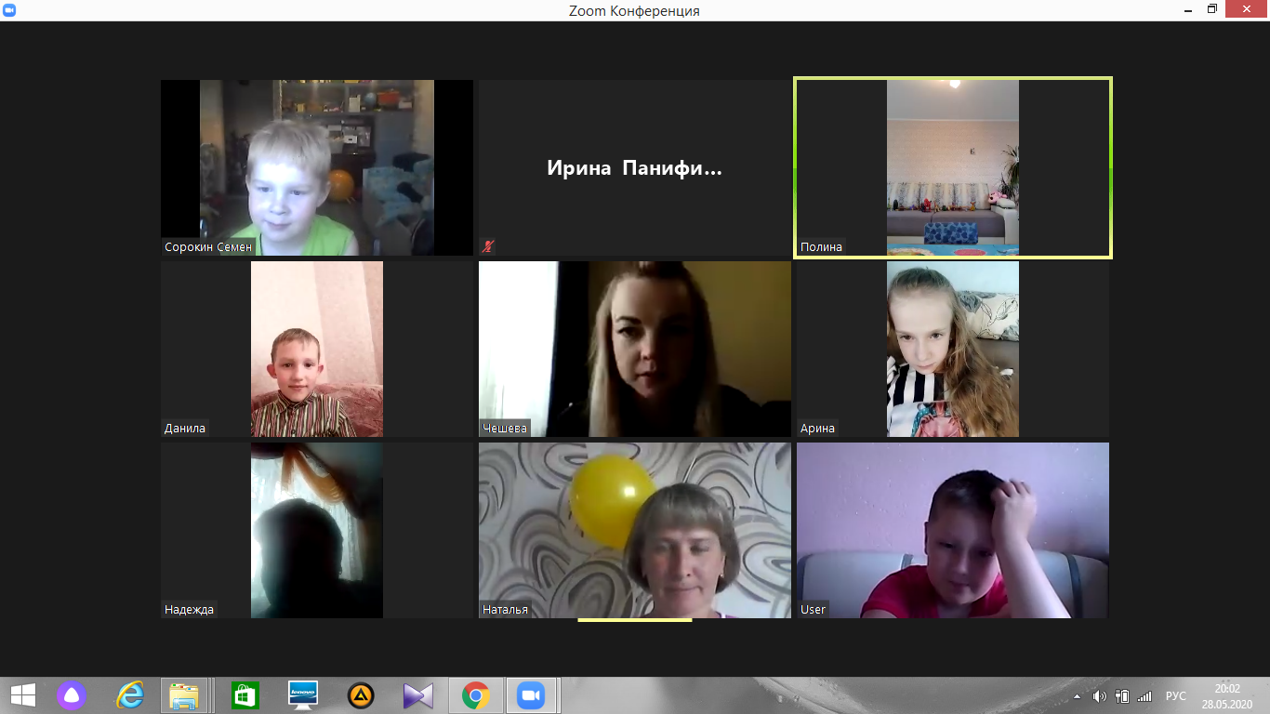 Zoom Конференция
Ирина Панифи...
Сорокин Семен
Полина
Данила
Чешева
Арина
Надежда
Наталья
User
lenovo
РУС
20:02
28.05.2020